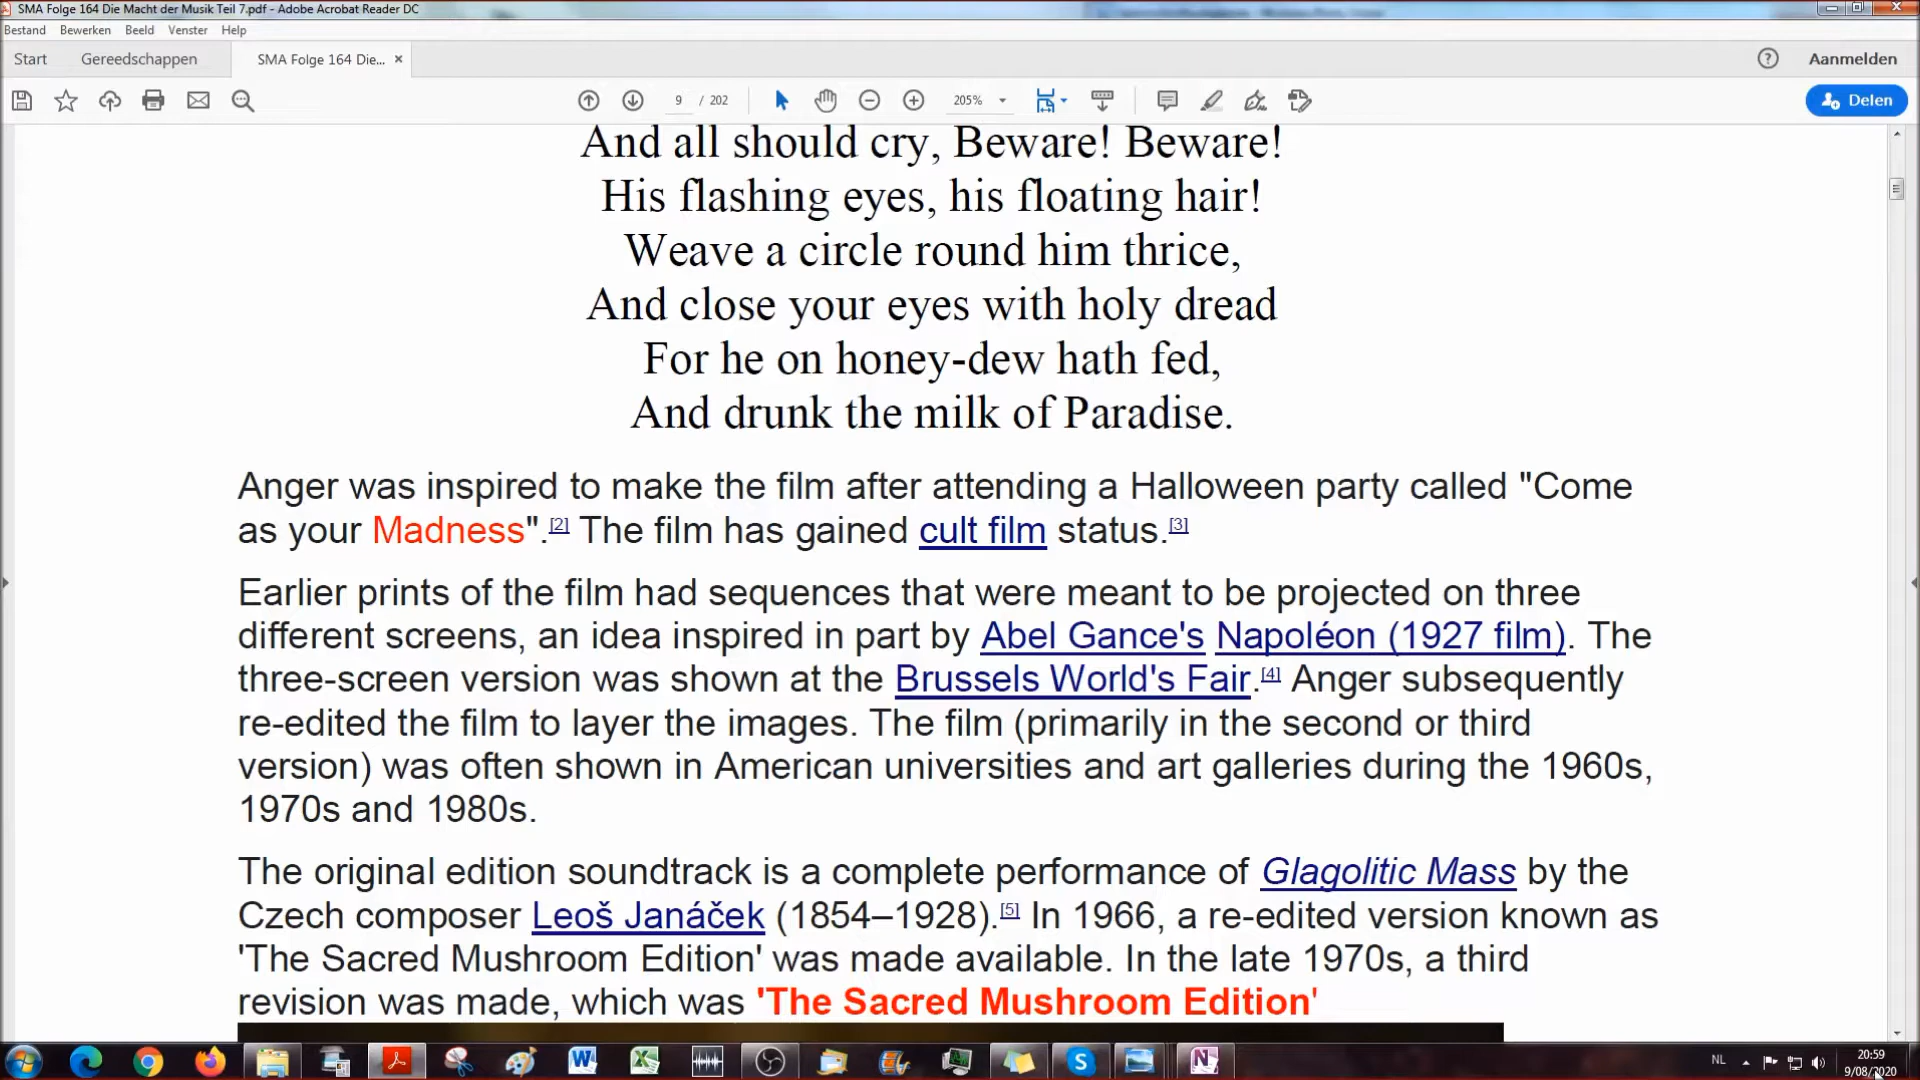 SMA Folge 164 Die Macht der Musik Teil 7.pdf - Adobe Acrobat Reader DC
Bestand Bewerken Beeld Venster Help
Start Gereedschappen SMA Folge 164 Die... × Aanmelden
9 / 202 205% Delen
And all should cry, Beware! Beware!
His flashing eyes, his floating hair!
Weave a circle round him thrice,
And close your eyes with holy dread
For he on honey-dew hath fed,
And drunk the milk of Paradise.
Anger was inspired to make the film after attending a Halloween party called "Come
as your Madness".[2] The film has gained cult film status.[3]
Earlier prints of the film had sequences that were meant to be projected on three
different screens, an idea inspired in part by Abel Gance's Napoléon (1927 film). The
three-screen version was shown at the Brussels World's Fair.[4] Anger subsequently
re-edited the film to layer the images. The film (primarily in the second or third
version) was often shown in American universities and art galleries during the 1960s,
1970s and 1980s.
The original edition soundtrack is a complete performance of Glagolitic Mass by the
Czech composer Leoš Janáček (1854–1928).[5] In 1966, a re-edited version known as
'The Sacred Mushroom Edition' was made available. In the late 1970s, a third
revision was made, which was 'The Sacred Mushroom Edition'
NL 20:59
9/08/2020